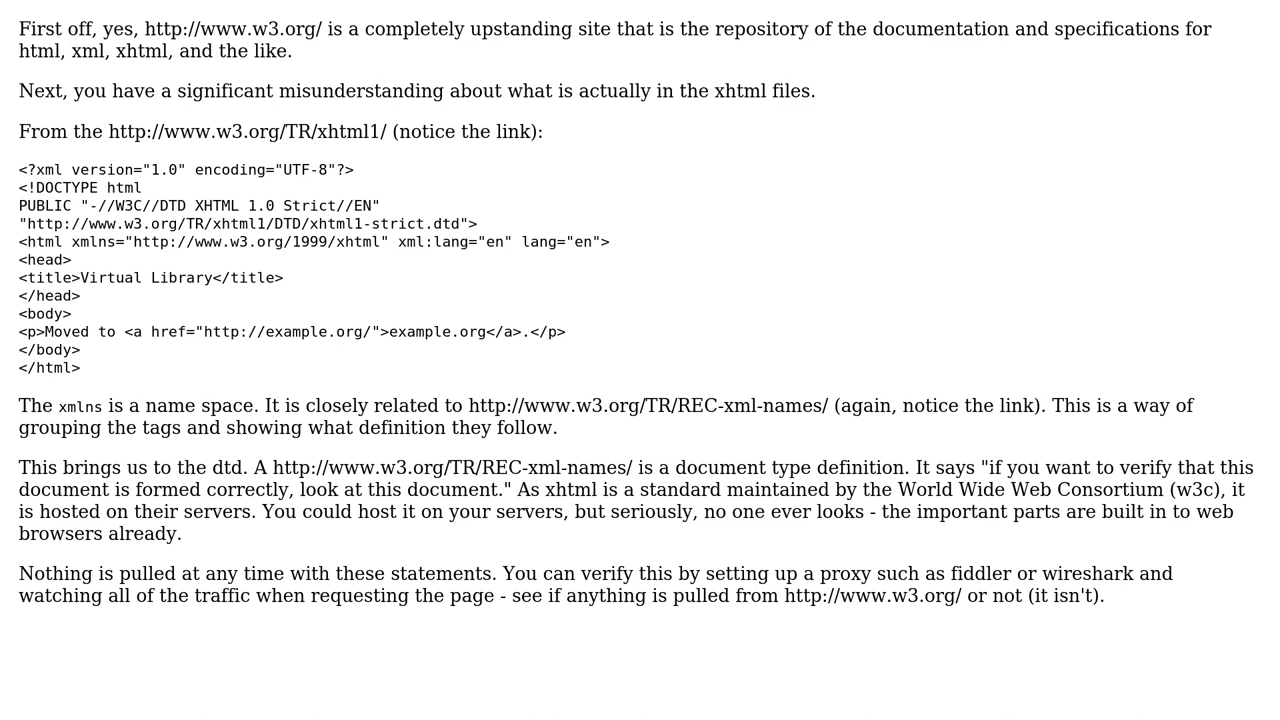 First off, yes, http://www.w3.org/ is a completely upstanding site that is the repository of the documentation and specifications for
html, xml, xhtml, and the like.
Next, you have a significant misunderstanding about what is actually in the xhtml files.
From the http://www.w3.org/TR/xhtml1/ (notice the link):
<?xml version="1.0" encoding="UTF-8"?>
<!DOCTYPE html
PUBLIC "-//W3C//DTD XHTML 1.0 Strict//EN"
"http://www.w3.org/TR/xhtml1/DTD/xhtml1-strict.dtd">
<html xmlns="http://www.w3.org/1999/xhtml" xml:lang="en" lang="en">
<head>
<title>Virtual Library</title>
</head>
<body>
<p>Moved to <a href="http://example.org/">example.org</a>.</p>
</body>
</html>
The xmlns is a name space. It is closely related to http://www.w3.org/TR/REC-xml-names/ (again, notice the link). This is a way of
grouping the tags and showing what definition they follow.
This brings us to the dtd. A http://www.w3.org/TR/REC-xml-names/ is a document type definition. It says "if you want to verify that this
document is formed correctly, look at this document." As xhtml is a standard maintained by the World Wide Web Consortium (w3c), it
is hosted on their servers. You could host it on your servers, but seriously, no one ever looks - the important parts are built in to web
browsers already.
Nothing is pulled at any time with these statements. You can verify this by setting up a proxy such as fiddler or wireshark and
watching all of the traffic when requesting the page - see if anything is pulled from http://www.w3.org/ or not (it isn't).